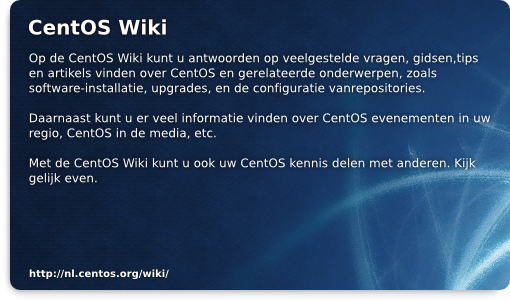 CentOS Wiki
Op de CentOS Wiki kunt u antwoorden op veelgestelde vragen, gidsen,tips
en artikels vinden over CentOS en gerelateerde onderwerpen, zoals
software-installatie, upgrades, en de configuratie vanrepositories.
Daarnaast kunt u er veel informatie vinden over CentOS evenementen in uw
regio, CentOS in de media, etc.
Met de CentOS Wiki kunt u ook uw CentOS kennis delen met anderen. Kijk
gelijk even.
http://nl.centos.org/wiki/